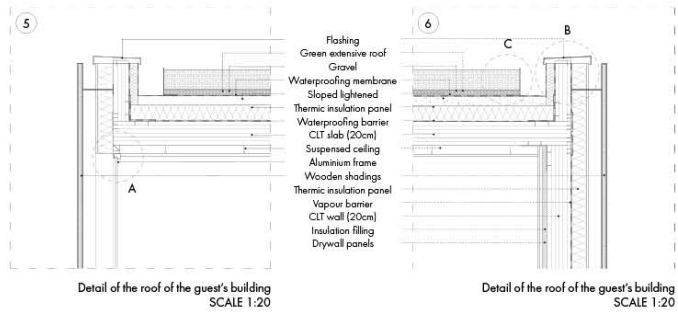 5
6
A
B
C
Flashing
Green extensive roof
Gravel
Waterproofing membrane
Sloped lightened
Thermic insulation panel
Waterproofing barrier
CLT slab (20cm)
Suspensed ceiling
Aluminium frame
Wooden shadings
Thermic insulation panel
Vapour barrier
CLT wall (20cm)
Insulation filling
Drywall panels
Detail of the roof of the guest's building
SCALE 1:20
Detail of the roof of the guest's building
SCALE 1:20